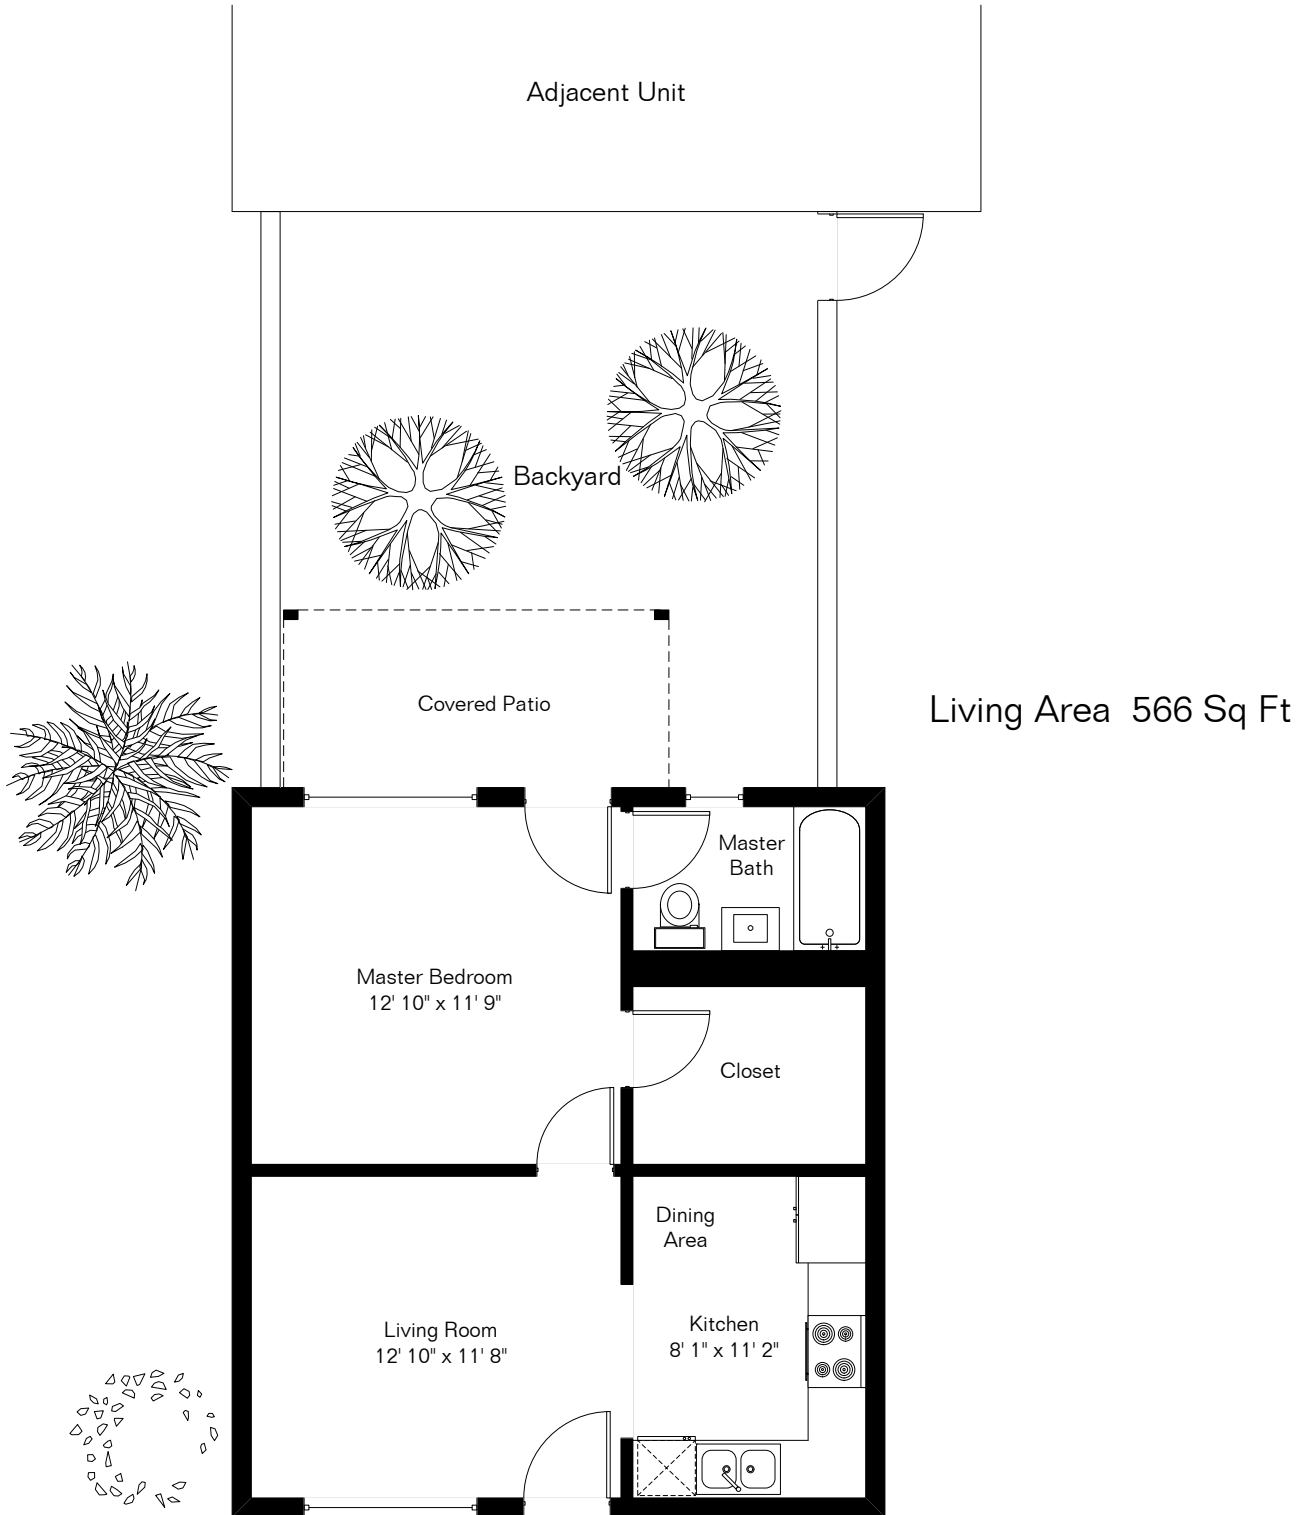 Adjacent Unit
Backyard
Covered Patio
Living Area 566 Sq Ft
Master
Bath
Master Bedroom
12' 10" x 11' 9"
Closet
Dining
Area
Living Room
12' 10" x 11' 8"
Kitchen
8' 1" x 11' 2"